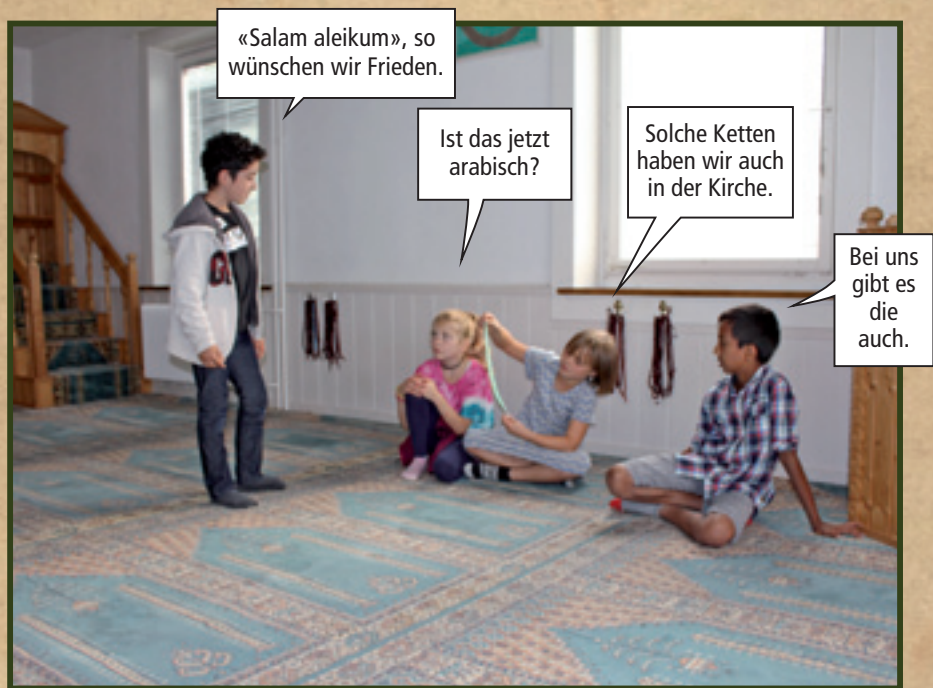 «Salam aleikum», so
wünschen wir Frieden.
Ist das jetzt
arabisch?
Solche Ketten
haben wir auch
in der Kirche.
Bei uns
gibt es
die
auch.